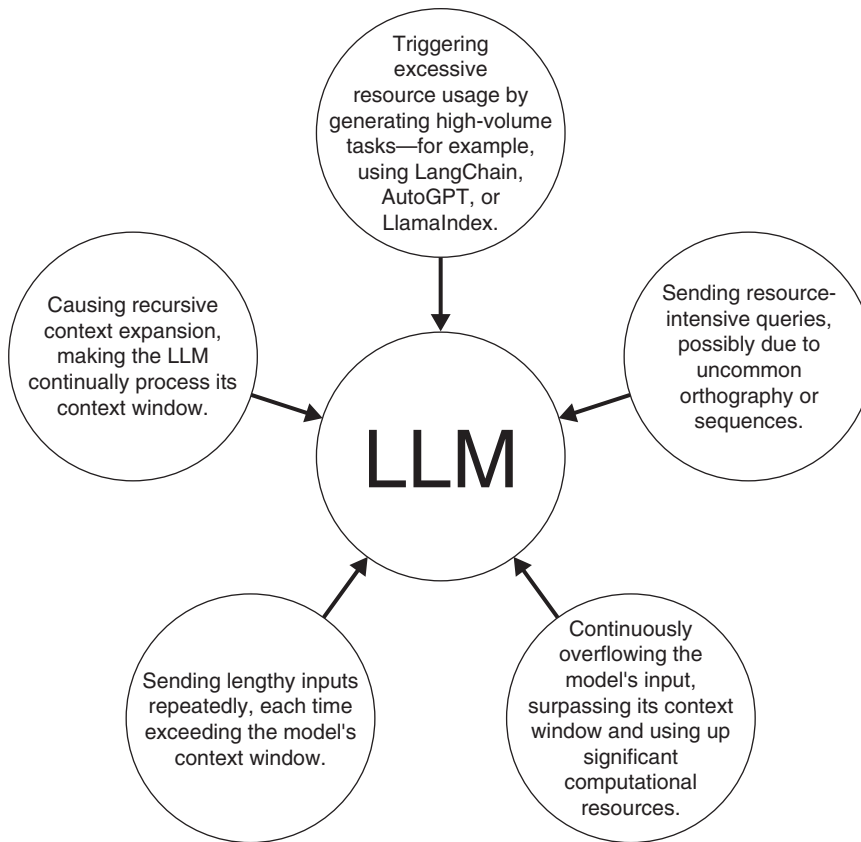 Triggering
excessive
resource usage by
generating high-volume
tasks—for example,
using LangChain,
AutoGPT, or
LlamaIndex.
Causing recursive
context expansion,
making the LLM
continually process its
context window.
Sending resource-
intensive queries,
possibly due to
uncommon
orthography or
sequences.
LLM
Sending lengthy inputs
repeatedly, each time
exceeding the model's
context window.
Continuously
overflowing the
model's input,
surpassing its context
window and using up
significant
computational
resources.